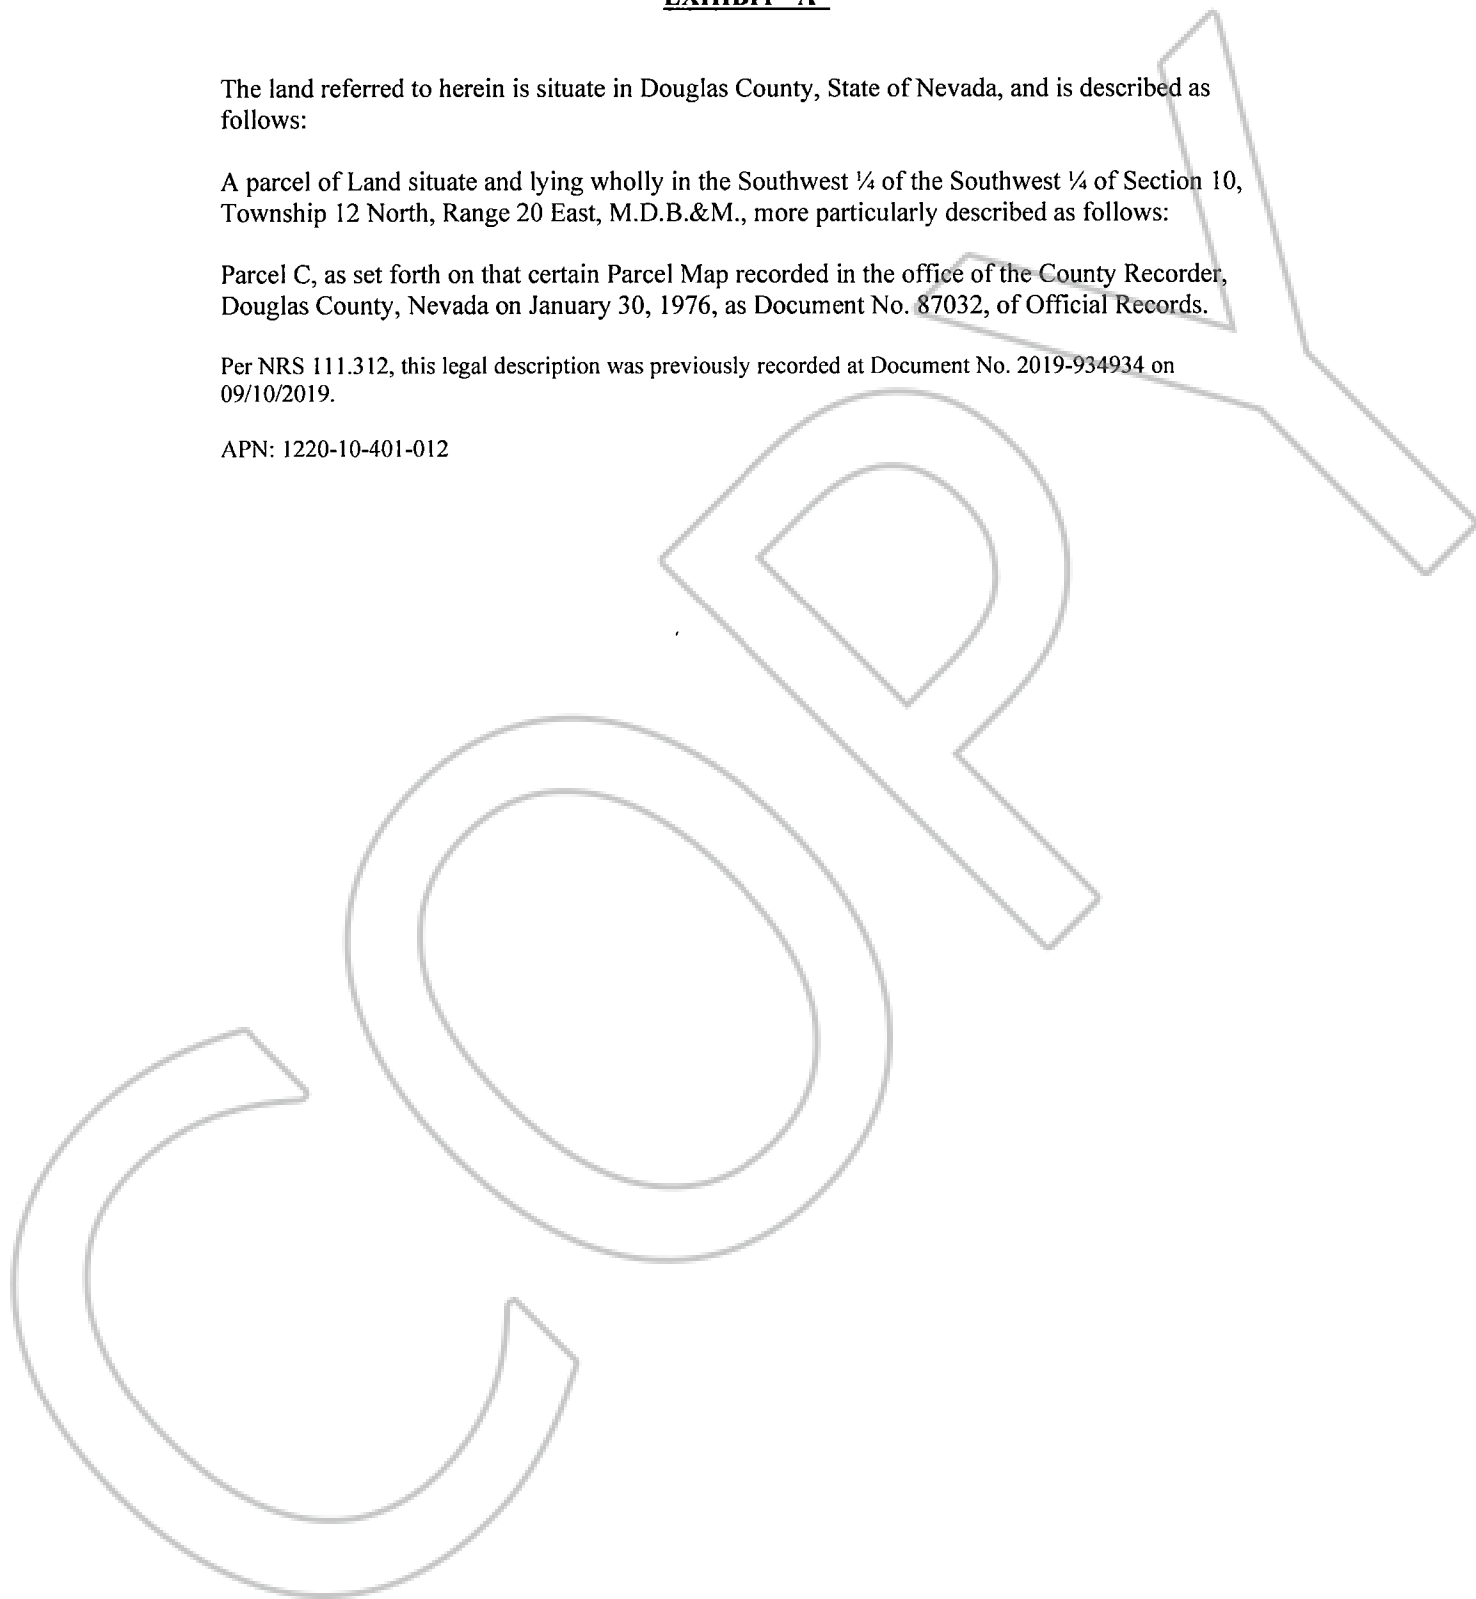 EXHIBIT "A"
The land referred to herein is situate in Douglas County, State of Nevada, and is described as
follows:
A parcel of Land situate and lying wholly in the Southwest ¼ of the Southwest ¼ of Section 10,
Township 12 North, Range 20 East, M.D.B.&M., more particularly described as follows:
Parcel C, as set forth on that certain Parcel Map recorded in the office of the County Recorder,
Douglas County, Nevada on January 30, 1976, as Document No. 87032, of Official Records.
Per NRS 111.312, this legal description was previously recorded at Document No. 2019-934934 on
09/10/2019.
APN: 1220-10-401-012
COPY